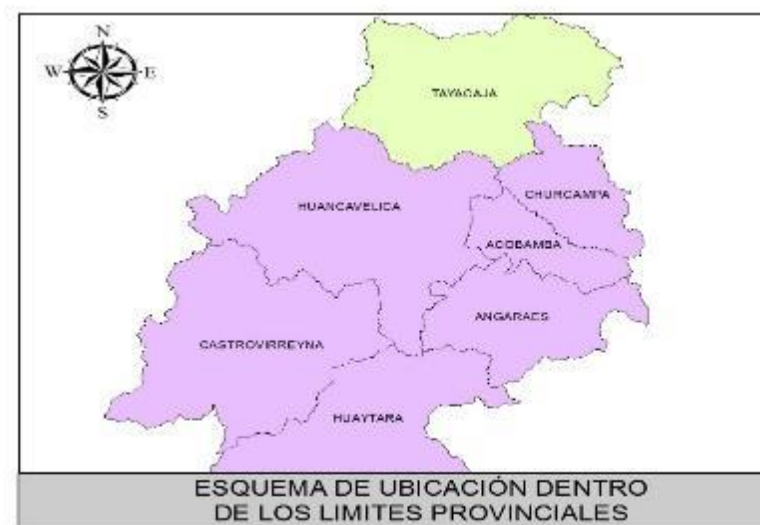 N
W E
S
TAYACAJA
CHURCAMPA
HUANCAVELICA
ACOBAMBA
ANGARAES
CASTROVIRREYNA
HUAYTARA
ESQUEMA DE UBICACIÓN DENTRO
DE LOS LIMITES PROVINCIALES